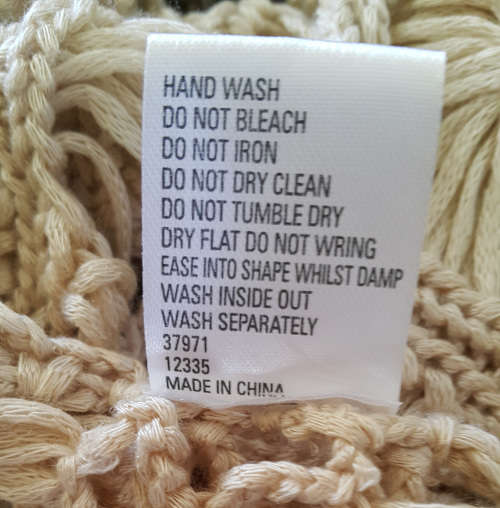 HAND WASH
DO NOT BLEACH
DO NOT IRON
DO NOT DRY CLEAN
DO NOT TUMBLE DRY
DRY FLAT DO NOT WRING
EASE INTO SHAPE WHILST DAMP
WASH INSIDE OUT
WASH SEPARATELY
37971
12335
MADE IN CHINA